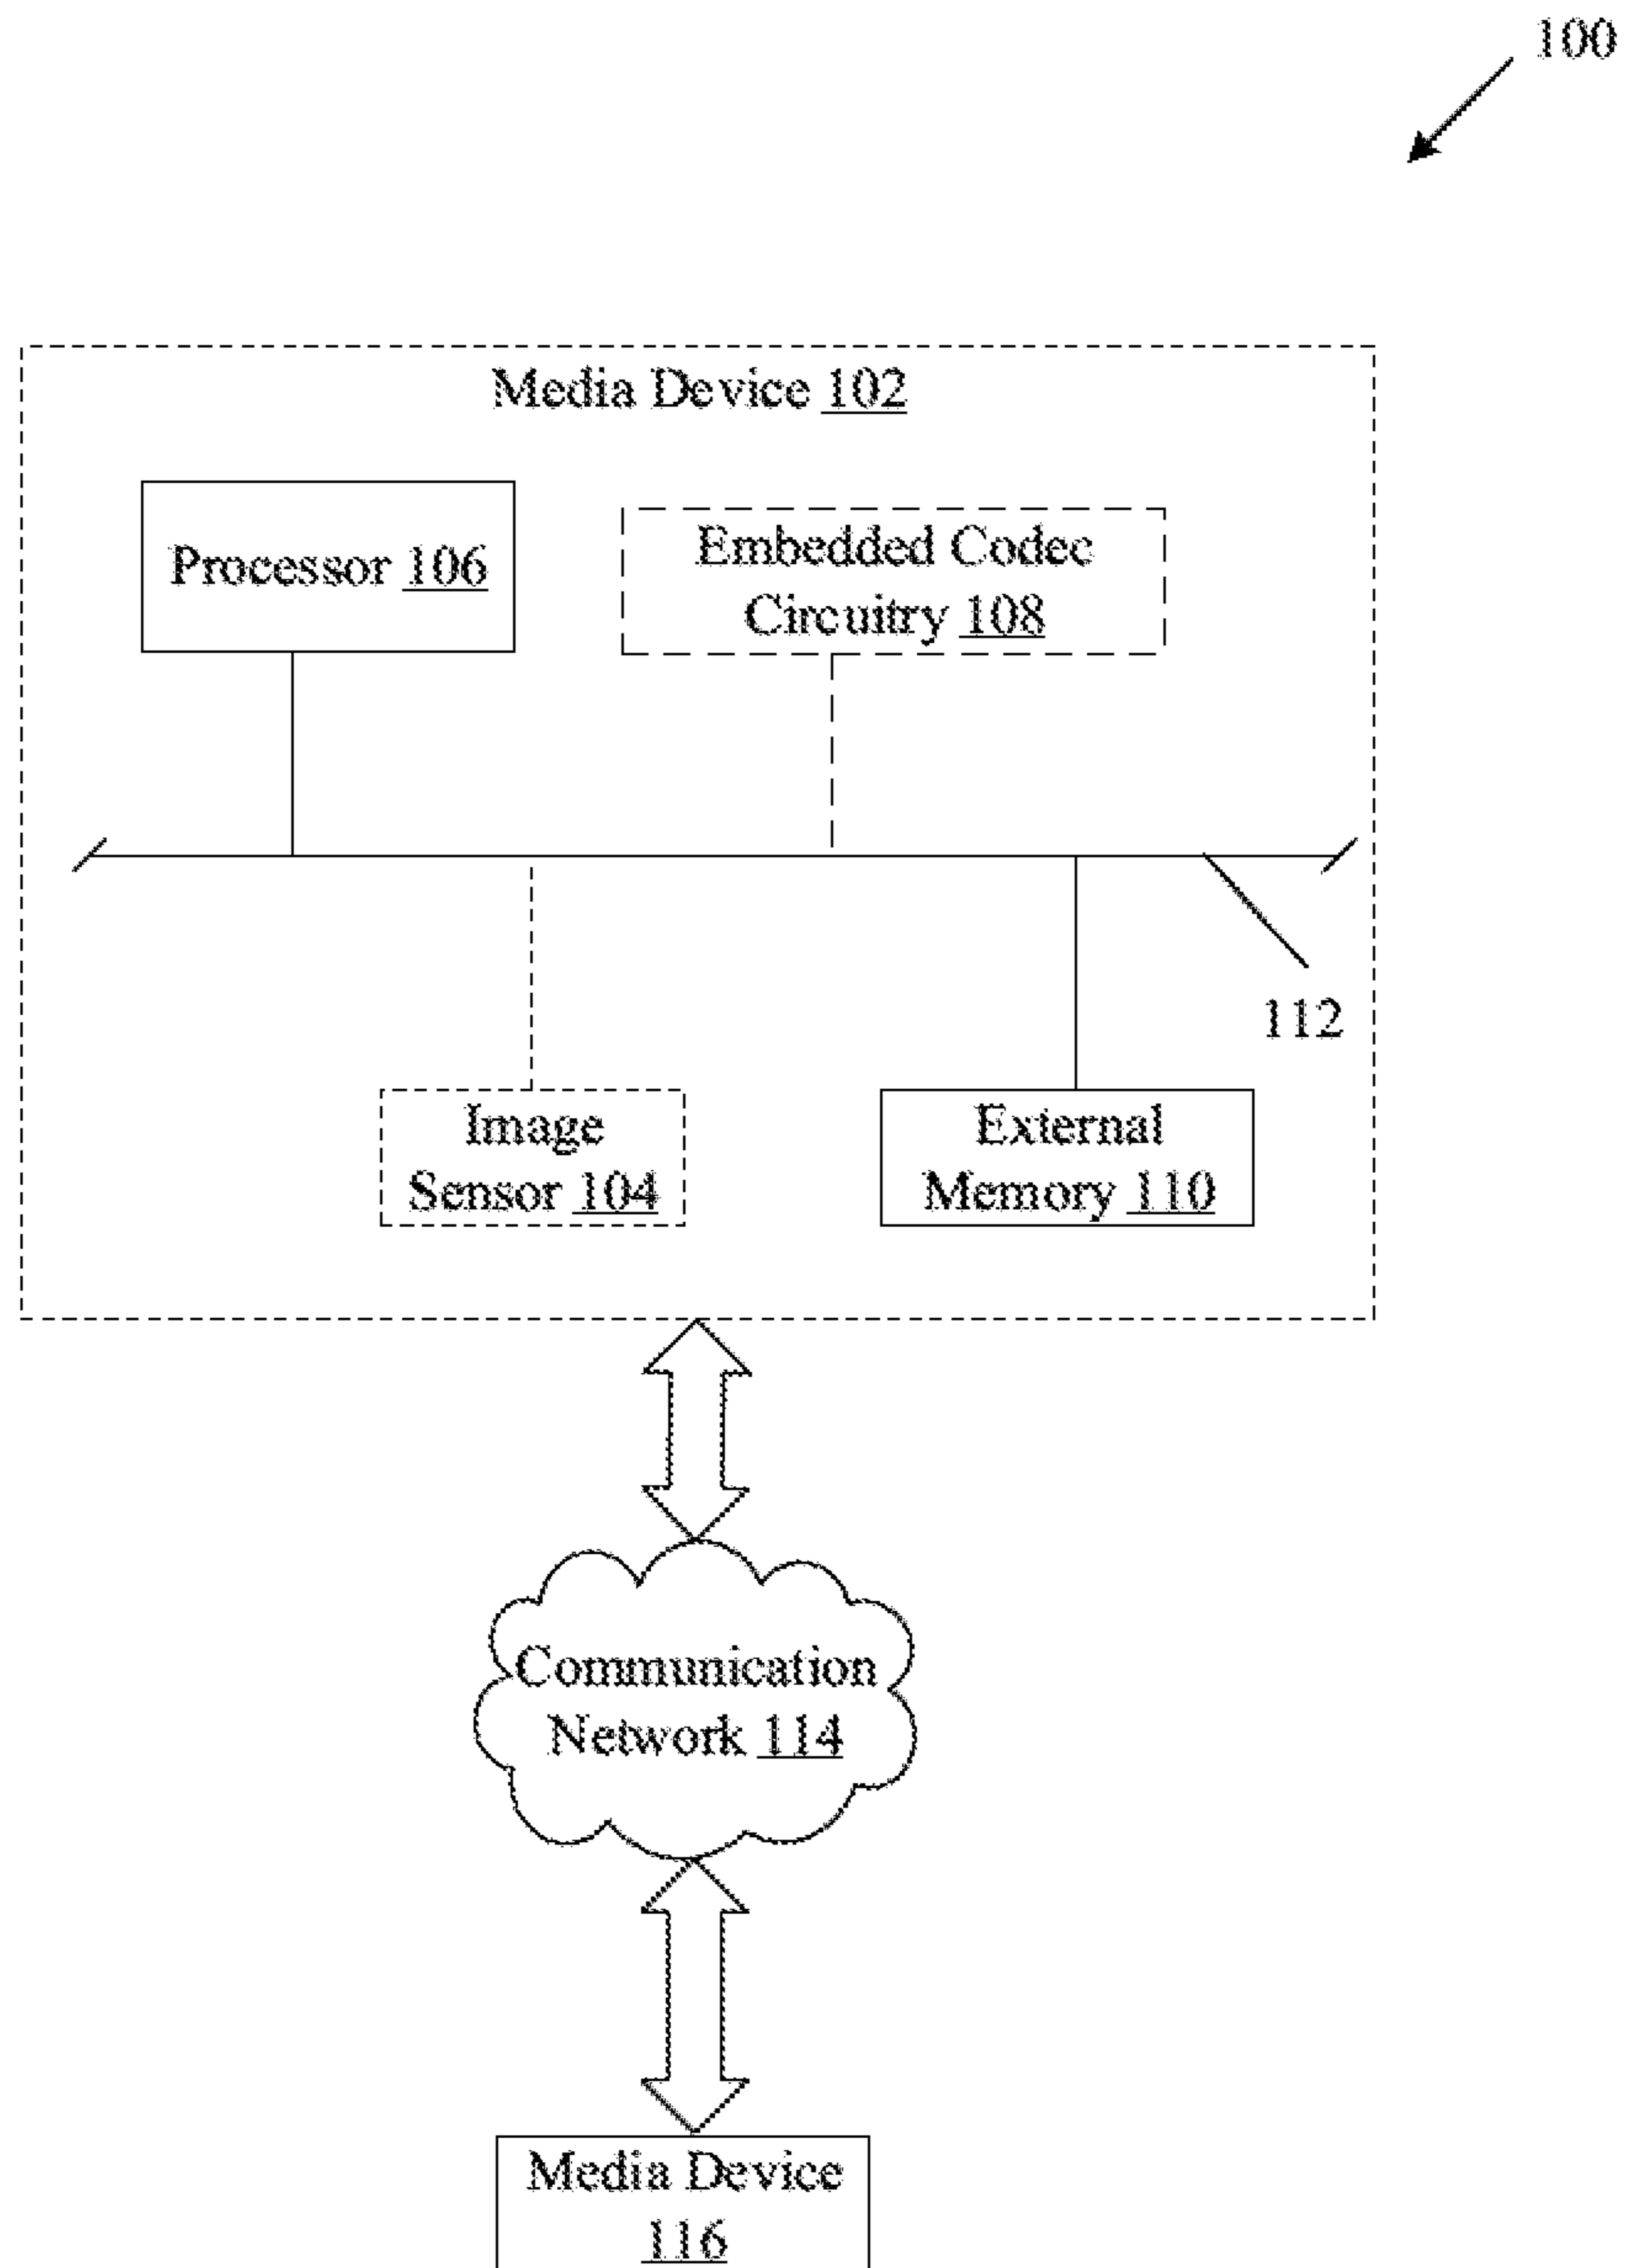 100
Media Device 102
Processor 106
Embedded Codec
Circuitry 108
112
Image
Sensor 104
External
Memory 110
Communication
Network 114
Media Device
116